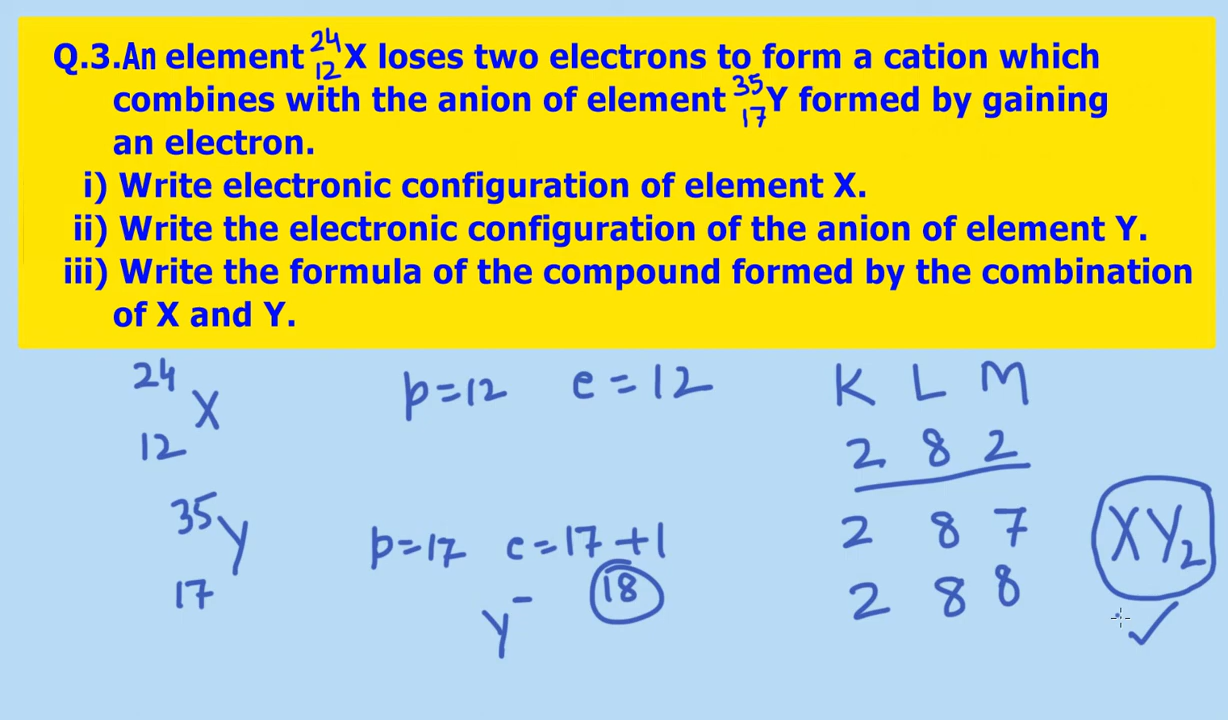 Q.3.An element ²⁴₁₂X loses two electrons to form a cation which
combines with the anion of element ³⁵₁₇Y formed by gaining
an electron.
i) Write electronic configuration of element X.
ii) Write the electronic configuration of the anion of element Y.
iii) Write the formula of the compound formed by the combination
of X and Y.
²⁴₁₂X p=12 e=12 K L M
2 8 2
³⁵₁₇Y p=17 e=17+1 2 8 7 XY₂
Y⁻ 18 2 8 8